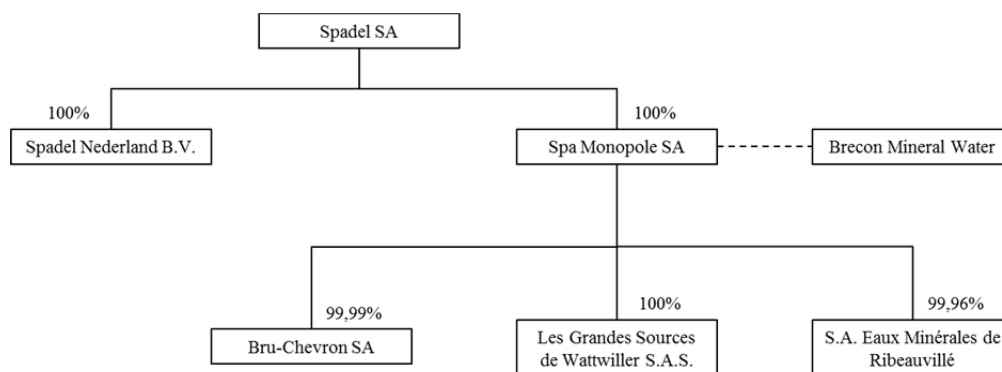 Spadel SA
100%
100%
Spadel Nederland B.V.
Spa Monopole SA
Brecon Mineral Water
99,99%
100%
99,96%
Bru-Chevron SA
Les Grandes Sources
de Wattwiller S.A.S.
S.A. Eaux Minérales de
Ribeauvillé